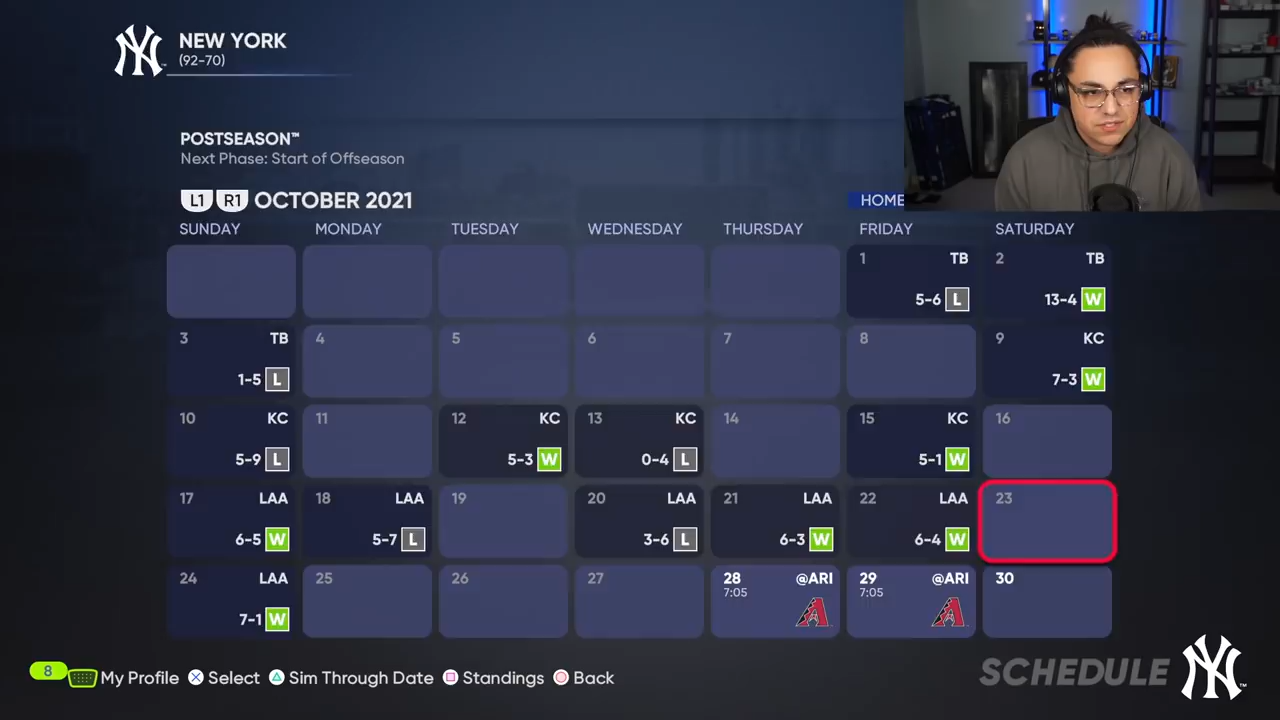 NEW YORK
(92-70)
POSTSEASON™
Next Phase: Start of Offseason
L1 R1 OCTOBER 2021
HOME
SUNDAY MONDAY TUESDAY WEDNESDAY THURSDAY FRIDAY SATURDAY
1 TB 2 TB
5-6 L 13-4 W
3 TB 4 5 6 7 8 9 KC
1-5 L 7-3 W
10 KC 11 12 KC 13 KC 14 15 KC 16
5-9 L 5-3 W 0-4 L 5-1 W
17 LAA 18 LAA 19 20 LAA 21 LAA 22 LAA 23
6-5 W 5-7 L 3-6 L 6-3 W 6-4 W
24 LAA 25 26 27 28 @ARI 29 @ARI 30
7:05 7:05
7-1 W
8 My Profile Select Sim Through Date Standings Back
SCHEDULE